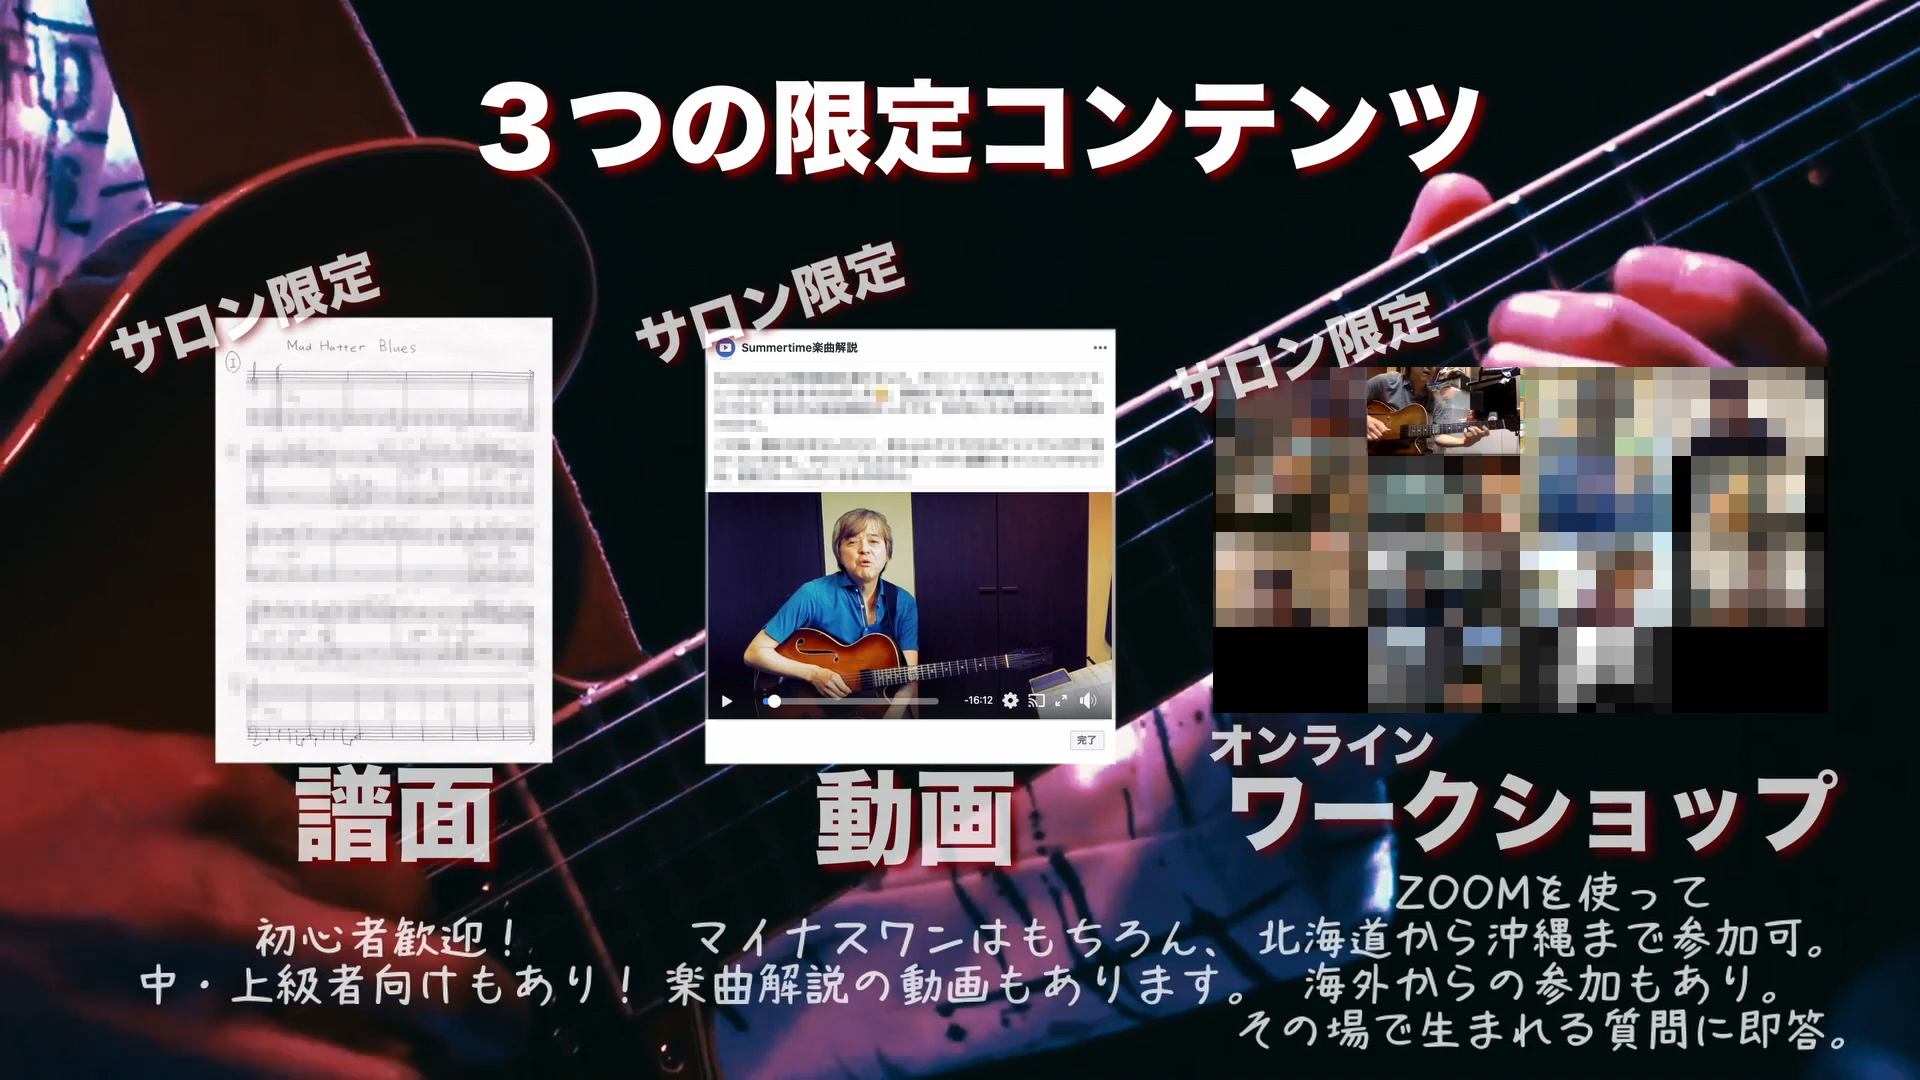 ３つの限定コンテンツ
サロン限定
Mad Hatter Blues
譜面
初心者歓迎！
中・上級者向けもあり！
サロン限定
Summertime楽曲解説
-16:12
完了
動画
マイナスワンはもちろん、
楽曲解説の動画もあります。
サロン限定
オンライン
ワークショップ
ZOOMを使って
北海道から沖縄まで参加可。
海外からの参加もあり。
その場で生まれる質問に即答。